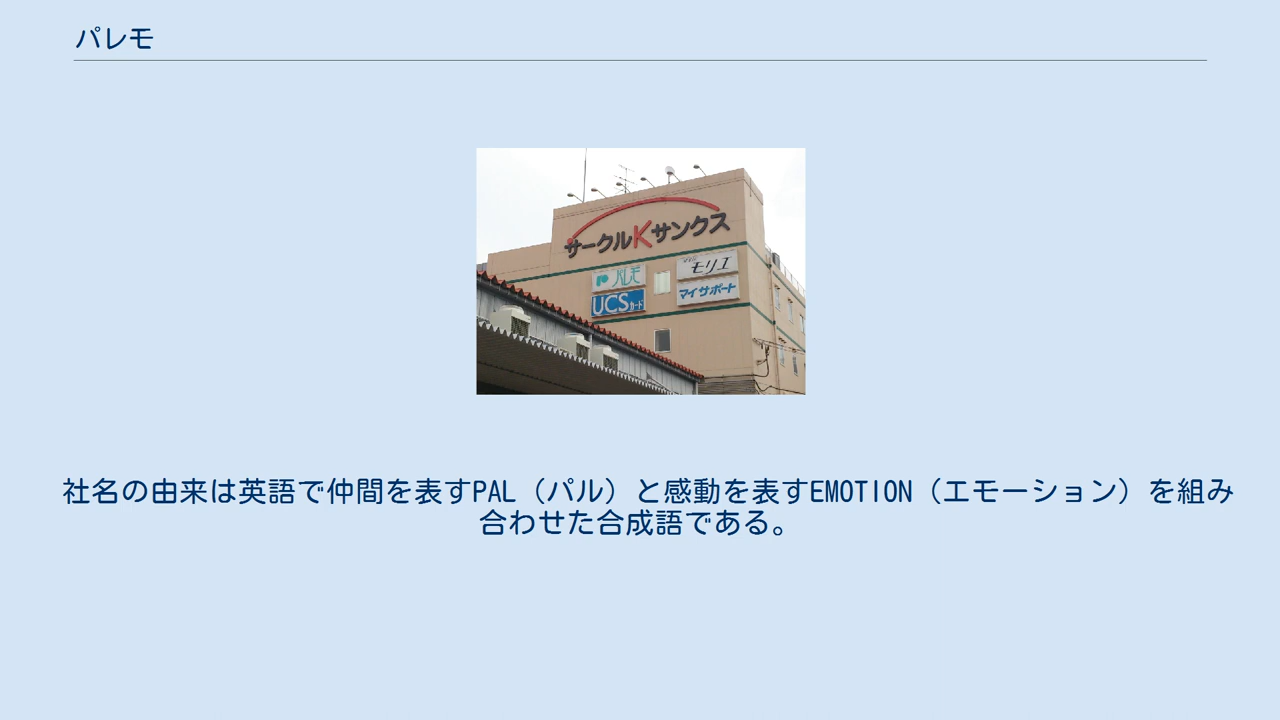 パレモ
サークルKサンクス
パレモ
モリエ
UCSカード
マイサポート
社名の由来は英語で仲間を表すPAL（パル）と感動を表すEMOTION（エモーション）を組み
合わせた合成語である。